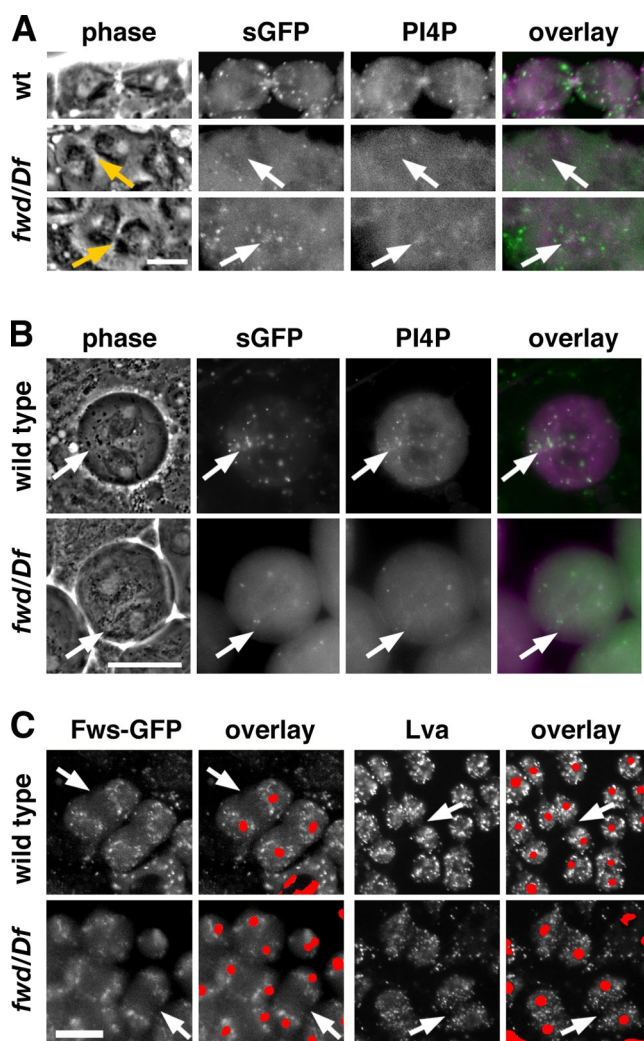 A
phase sGFP PI4P overlay
wt
fwd/Df
B
phase sGFP PI4P overlay
wild type
fwd/Df
C
Fws-GFP overlay Lva overlay
wild type
fwd/Df